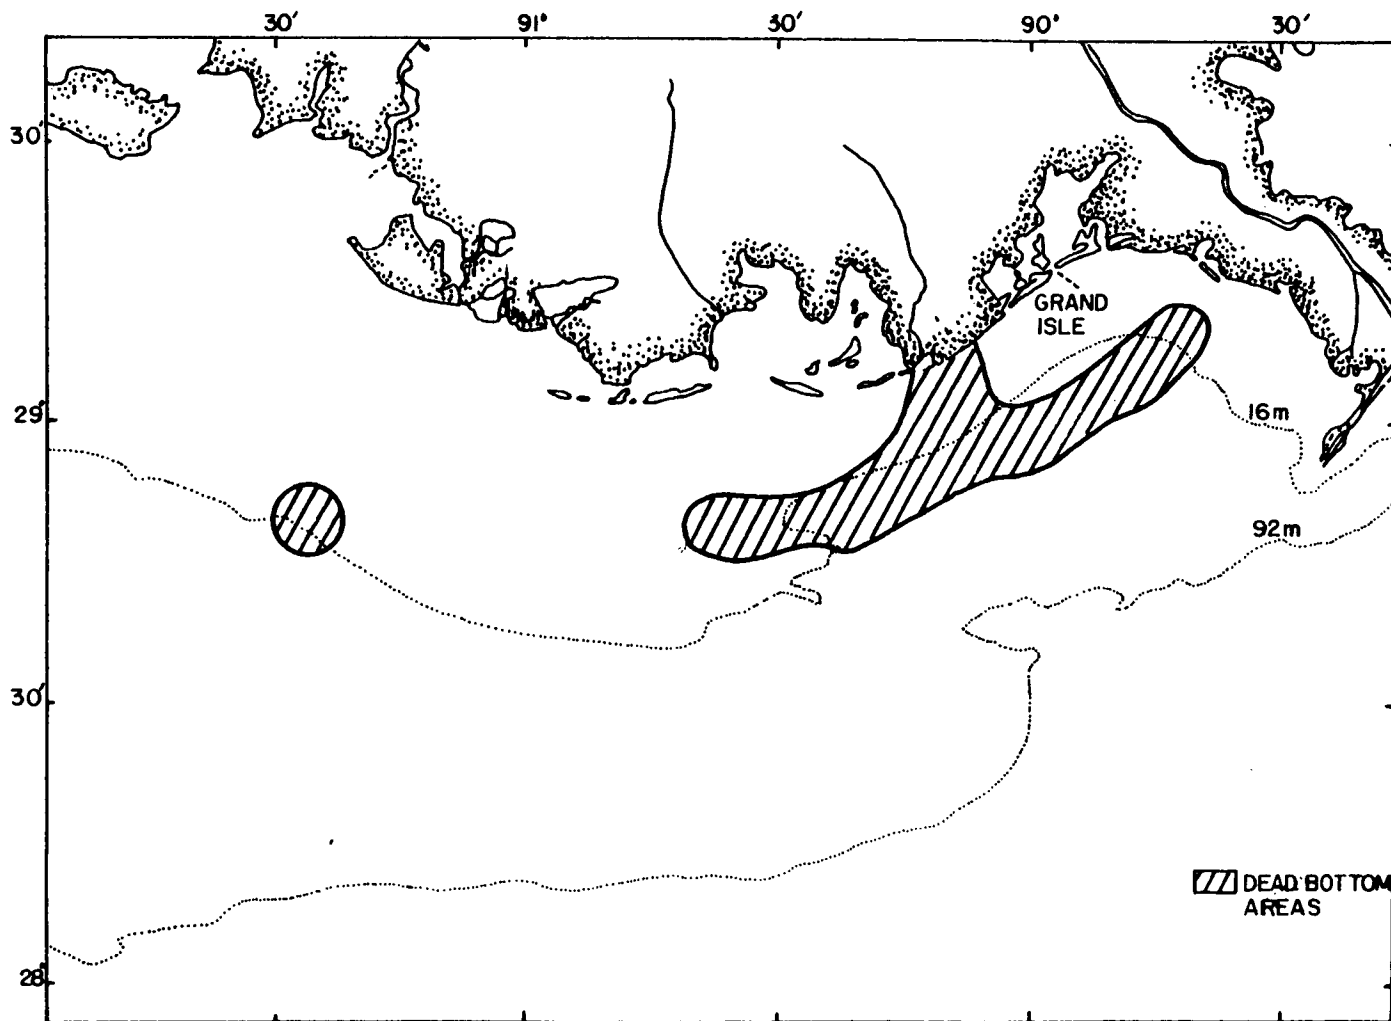 30' 91° 30' 90° 30'
30'
GRAND
ISLE
29°
16m
92m
30'
DEAD BOTTOM
AREAS
28°